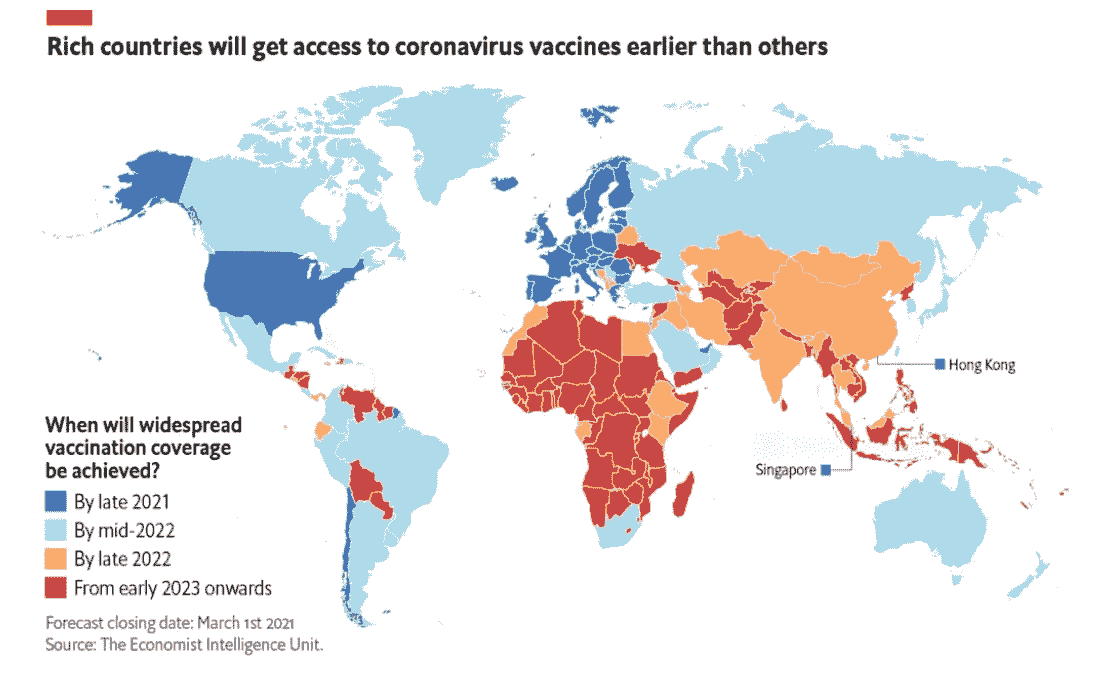 Rich countries will get access to coronavirus vaccines earlier than others
Hong Kong
Singapore
When will widespread
vaccination coverage
be achieved?
By late 2021
By mid-2022
By late 2022
From early 2023 onwards
Forecast closing date: March 1st 2021
Source: The Economist Intelligence Unit.